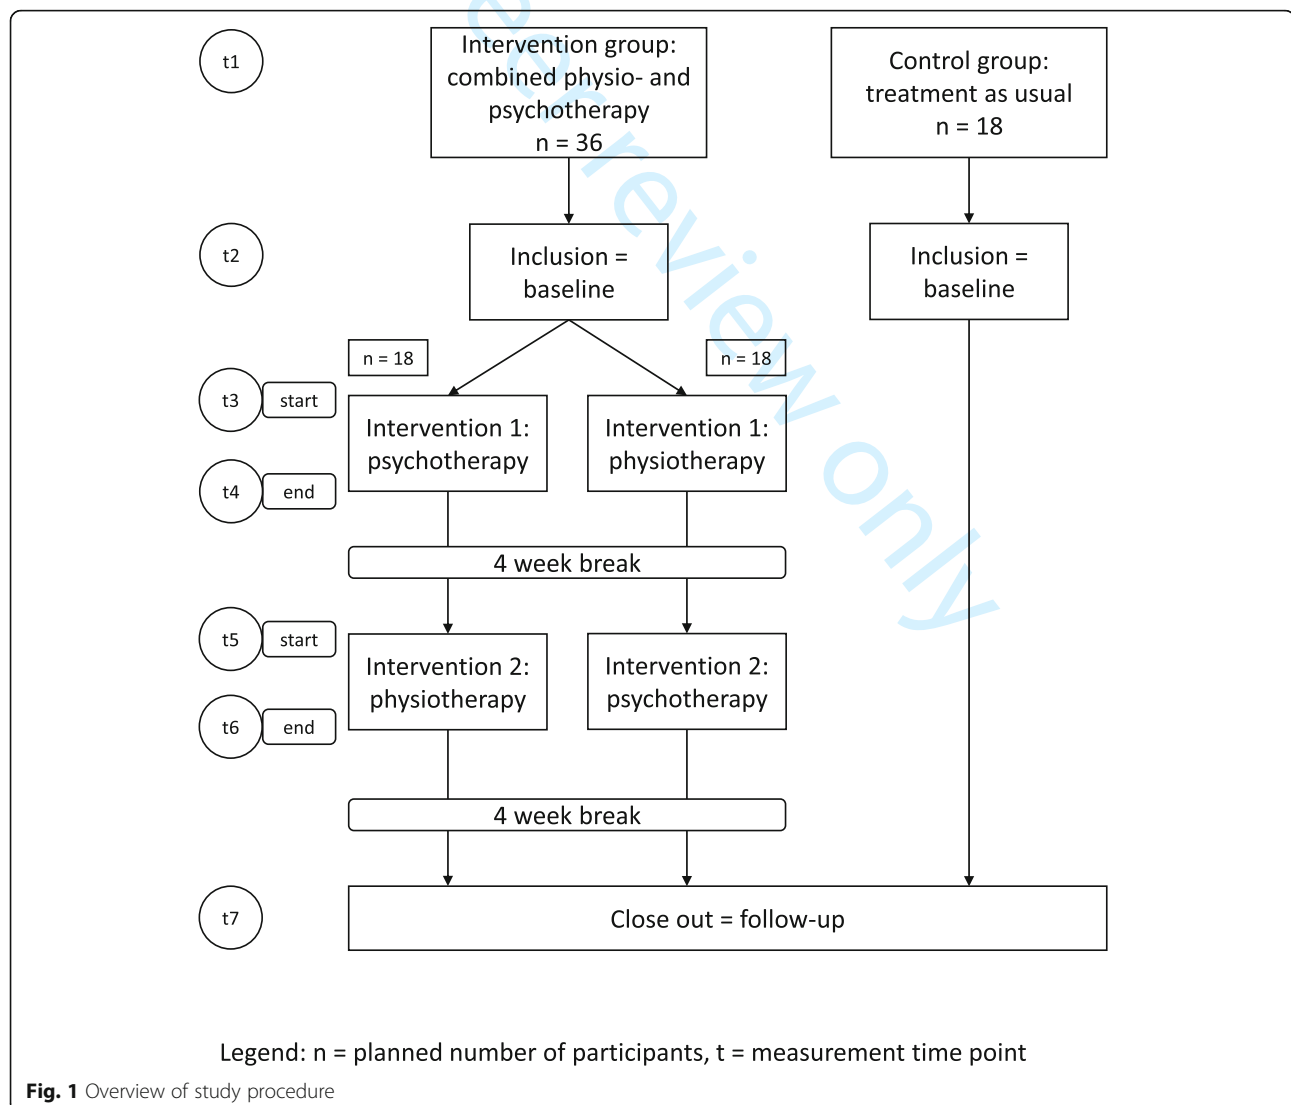 t1
Intervention group:
combined physio- and
psychotherapy
n = 36
Control group:
treatment as usual
n = 18
t2
Inclusion =
baseline
Inclusion =
baseline
n = 18
n = 18
t3
start
Intervention 1:
psychotherapy
Intervention 1:
physiotherapy
t4
end
4 week break
t5
start
Intervention 2:
physiotherapy
Intervention 2:
psychotherapy
t6
end
4 week break
t7
Close out = follow-up
Legend: n = planned number of participants, t = measurement time point
Fig. 1 Overview of study procedure
review only